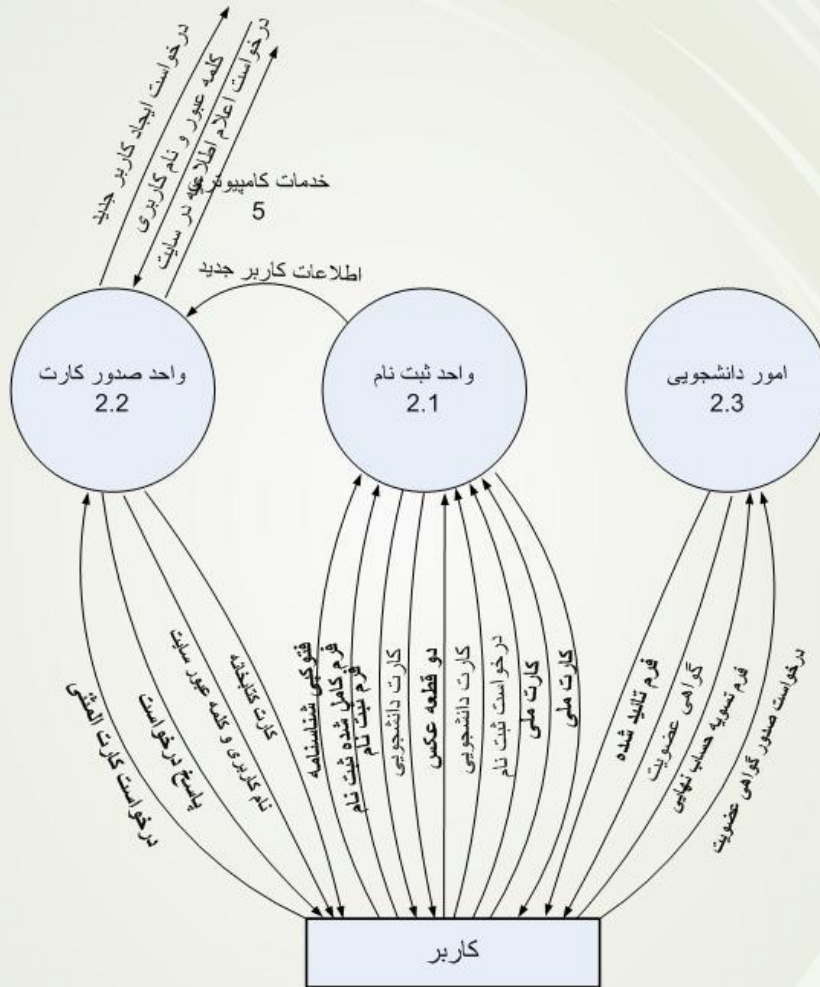 درخواست ایجاد کاربر جدید
کلمه عبور و نام کاربری
درخواست اعلام اطلاعیه در سایت
خدمات کامپیوتری
5
اطلاعات کاربر جدید
امور دانشجویی
2.3
واحد ثبت نام
2.1
واحد صدور کارت
2.2
درخواست کارت المثنی
پاسخ درخواست
نام کاربری و کلمه عبور سایت
کارت کتابخانه
فتوکپی شناسنامه
فرم کامل شده ثبت نام
فرم ثبت نام
کارت دانشجویی
دو قطعه عکس
کارت دانشجویی
درخواست ثبت نام
کارت ملی
کارت ملی
فرم تائید شده
گواهی عضویت
فرم تسویه حساب نهایی
درخواست صدور گواهی عضویت
کاربر